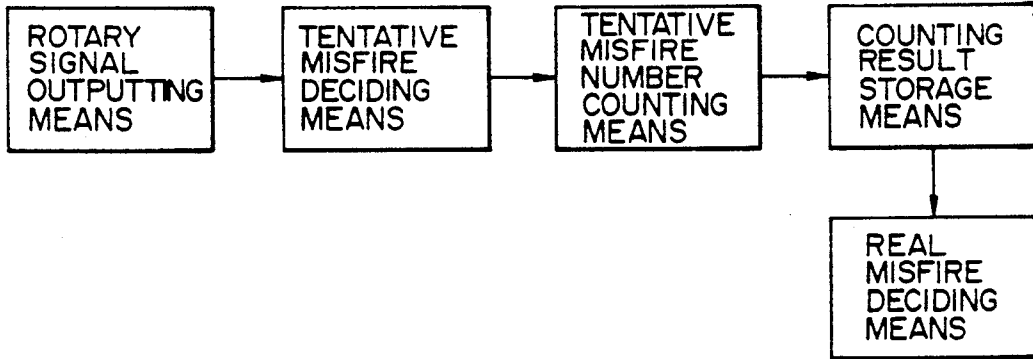 ROTARY
SIGNAL
OUTPUTTING
MEANS
TENTATIVE
MISFIRE
DECIDING
MEANS
TENTATIVE
MISFIRE
NUMBER
COUNTING
MEANS
COUNTING
RESULT
STORAGE
MEANS
REAL
MISFIRE
DECIDING
MEANS